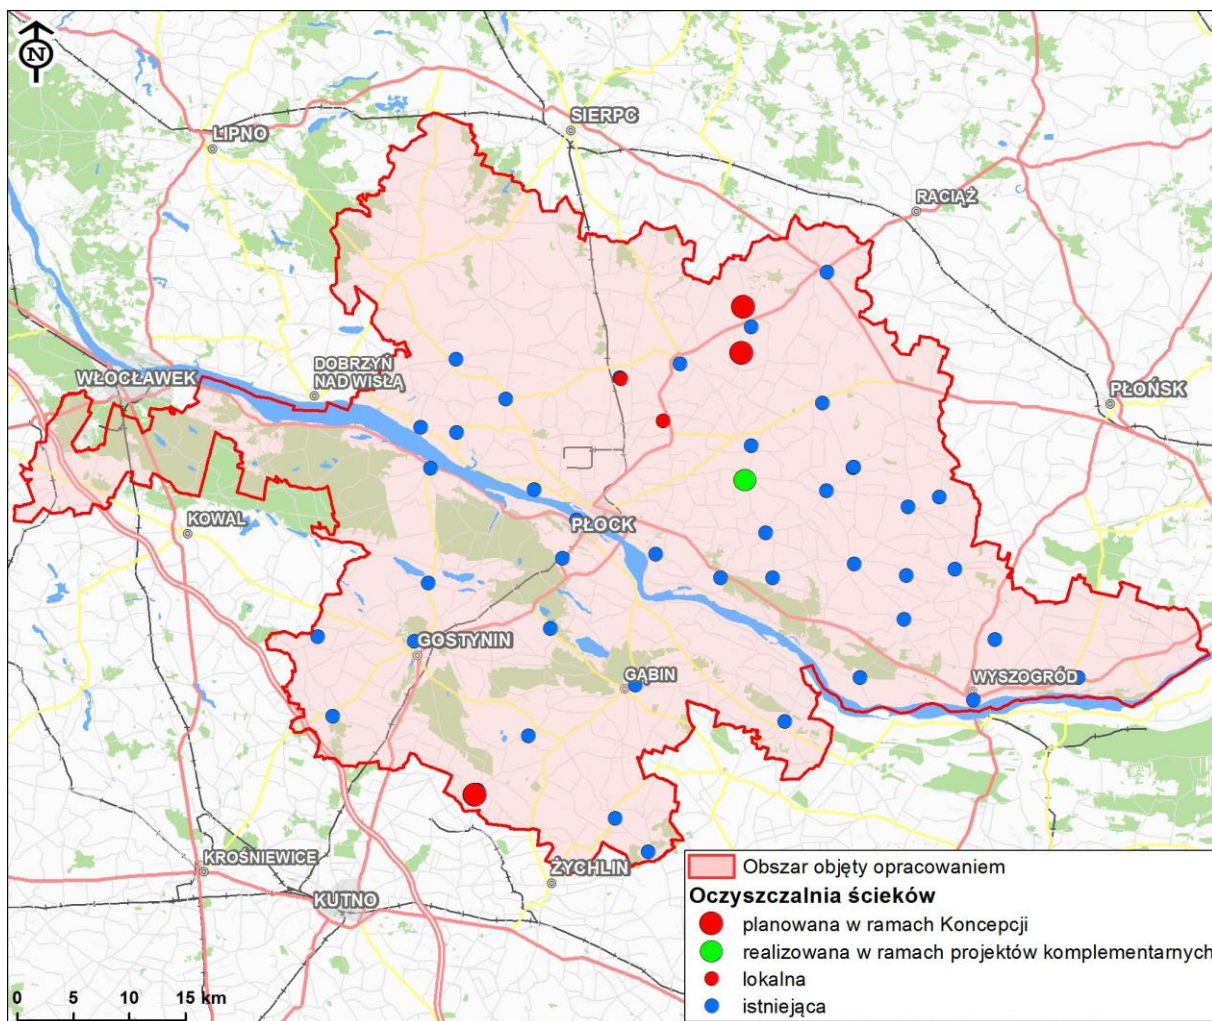 N
SIERPC
LIPNO
RACIĄŻ
DOBRZYŃ
NAD WISŁĄ
WŁOCŁAWEK
PŁOŃSK
KOWAL
PŁOCK
GOSTYNIN
GĄBIN
WYSZOGRÓD
KROŚNIEWICE
ŻYCHLIN
KUTNO
0 5 10 15 km
Obszar objęty opracowaniem
Oczyszczalnia ścieków
planowana w ramach Koncepcji
realizowana w ramach projektów komplementarnych
lokalna
istniejąca